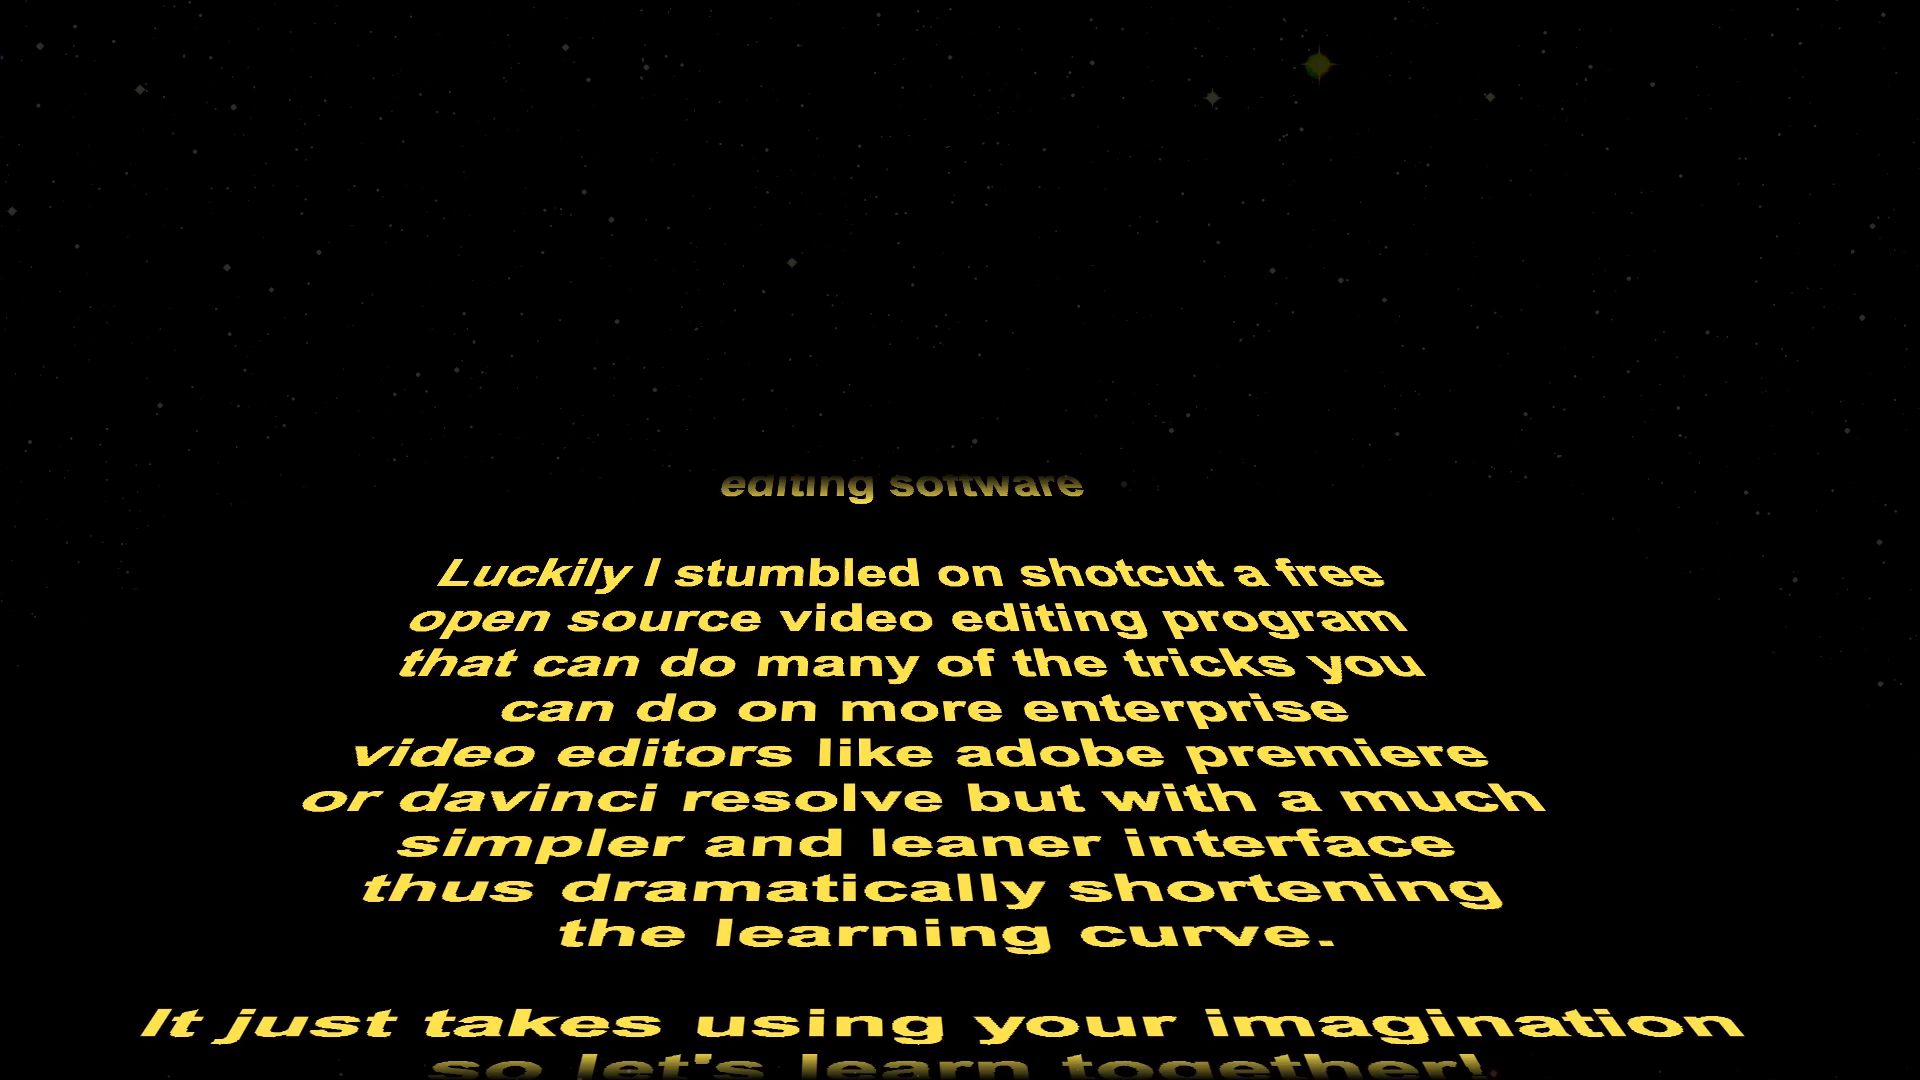 editing software
Luckily I stumbled on shotcut a free
open source video editing program
that can do many of the tricks you
can do on more enterprise
video editors like adobe premiere
or davinci resolve but with a much
simpler and leaner interface
thus dramatically shortening
the learning curve.
It just takes using your imagination
so let's learn together!